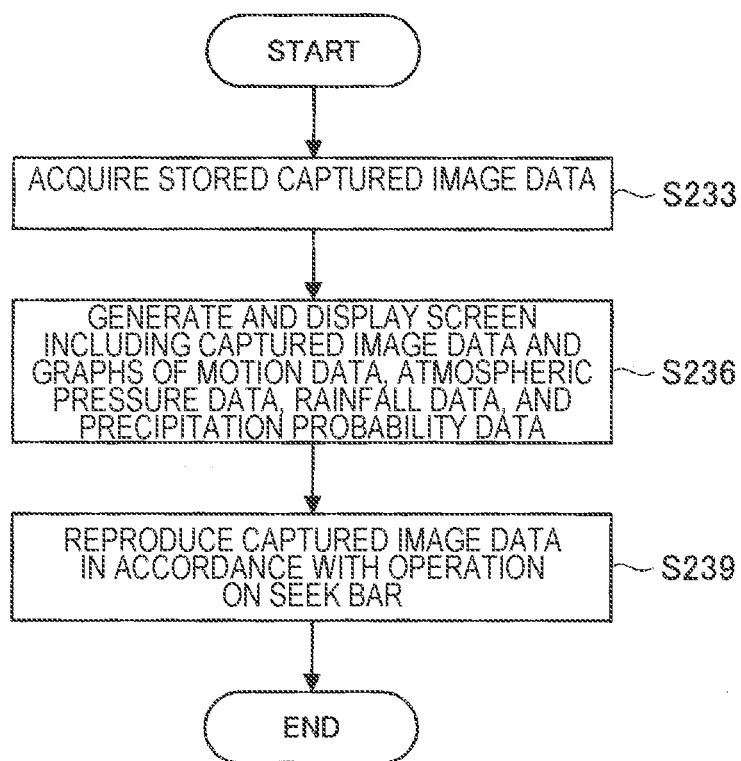 START
ACQUIRE STORED CAPTURED IMAGE DATA
S233
GENERATE AND DISPLAY SCREEN
INCLUDING CAPTURED IMAGE DATA AND
GRAPHS OF MOTION DATA, ATMOSPHERIC
PRESSURE DATA, RAINFALL DATA, AND
PRECIPITATION PROBABILITY DATA
S236
REPRODUCE CAPTURED IMAGE DATA
IN ACCORDANCE WITH OPERATION
ON SEEK BAR
S239
END